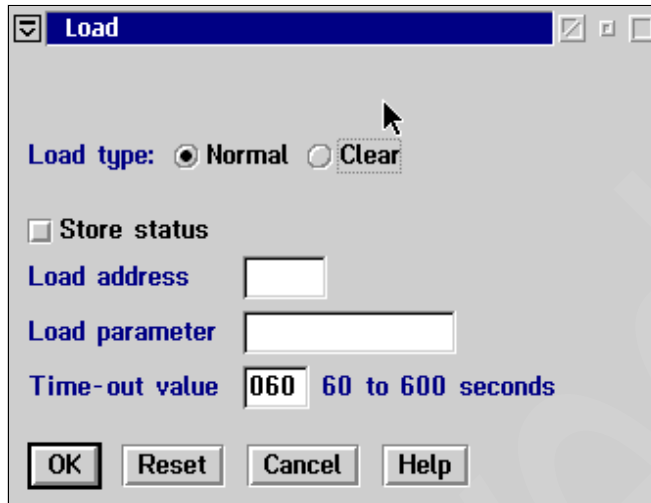 Load
Load type: Normal Clear
Store status
Load address
Load parameter
Time-out value 060 60 to 600 seconds
OK Reset Cancel Help